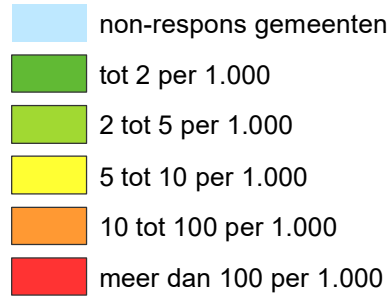 non-respons gemeenten
tot 2 per 1.000
2 tot 5 per 1.000
5 tot 10 per 1.000
10 tot 100 per 1.000
meer dan 100 per 1.000